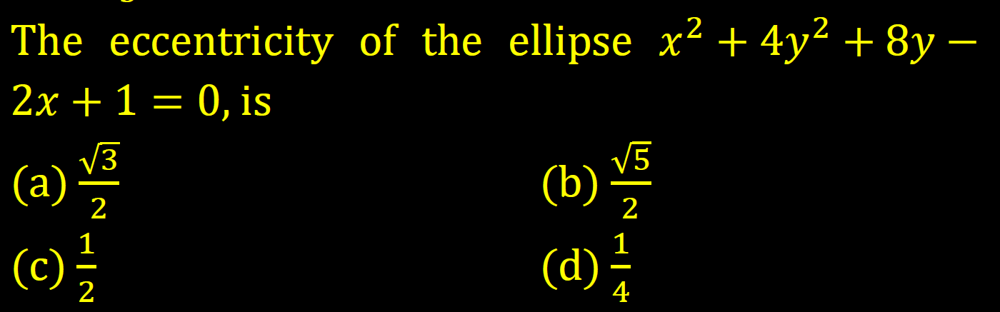 The eccentricity of the ellipse x² + 4y² + 8y −
2x + 1 = 0, is
(a) √3/2 (b) √5/2
(c) 1/2 (d) 1/4